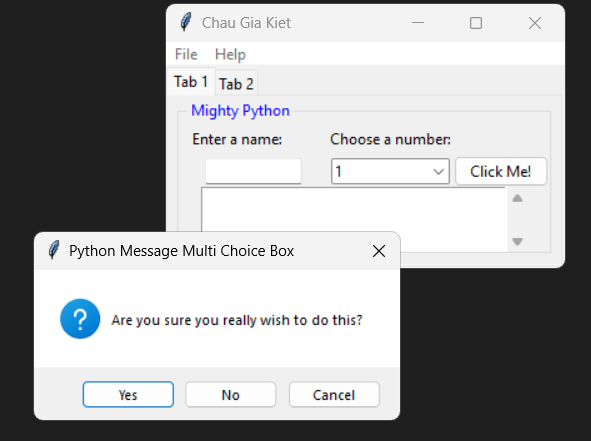 Chau Gia Kiet
File Help
Tab 1 Tab 2
Mighty Python
Enter a name: Choose a number:
1 Click Me!
Python Message Multi Choice Box
Are you sure you really wish to do this?
Yes No Cancel